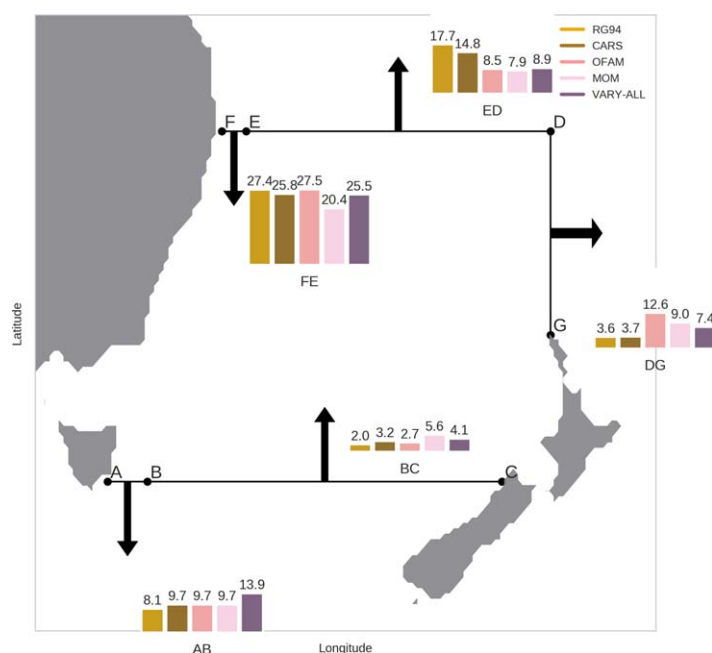 17.7
14.8
8.5
7.9
8.9
ED
RG94
CARS
OFAM
MOM
VARY-ALL
F
E
D
27.4
25.8
27.5
20.4
25.5
FE
Latitude
G
3.6
3.7
12.6
9.0
7.4
DG
2.0
3.2
2.7
5.6
4.1
BC
A
B
C
8.1
9.7
9.7
9.7
13.9
AB
Longitude